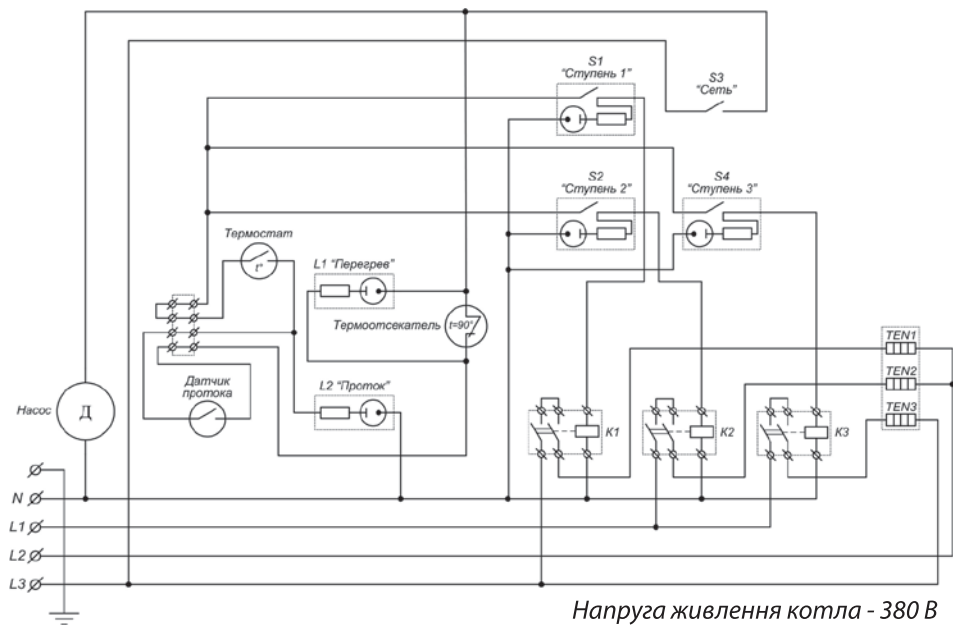 S1
"Ступень 1"
S3
"Сеть"
S2
"Ступень 2"
S4
"Ступень 3"
Термостат
t°
L1 "Перегрев"
Термоотсекатель
t=90°
TEN1
TEN2
TEN3
Датчик
протока
L2 "Проток"
Насос
Д
K1
K2
K3
N
L1
L2
L3
Напруга живлення котла - 380 В